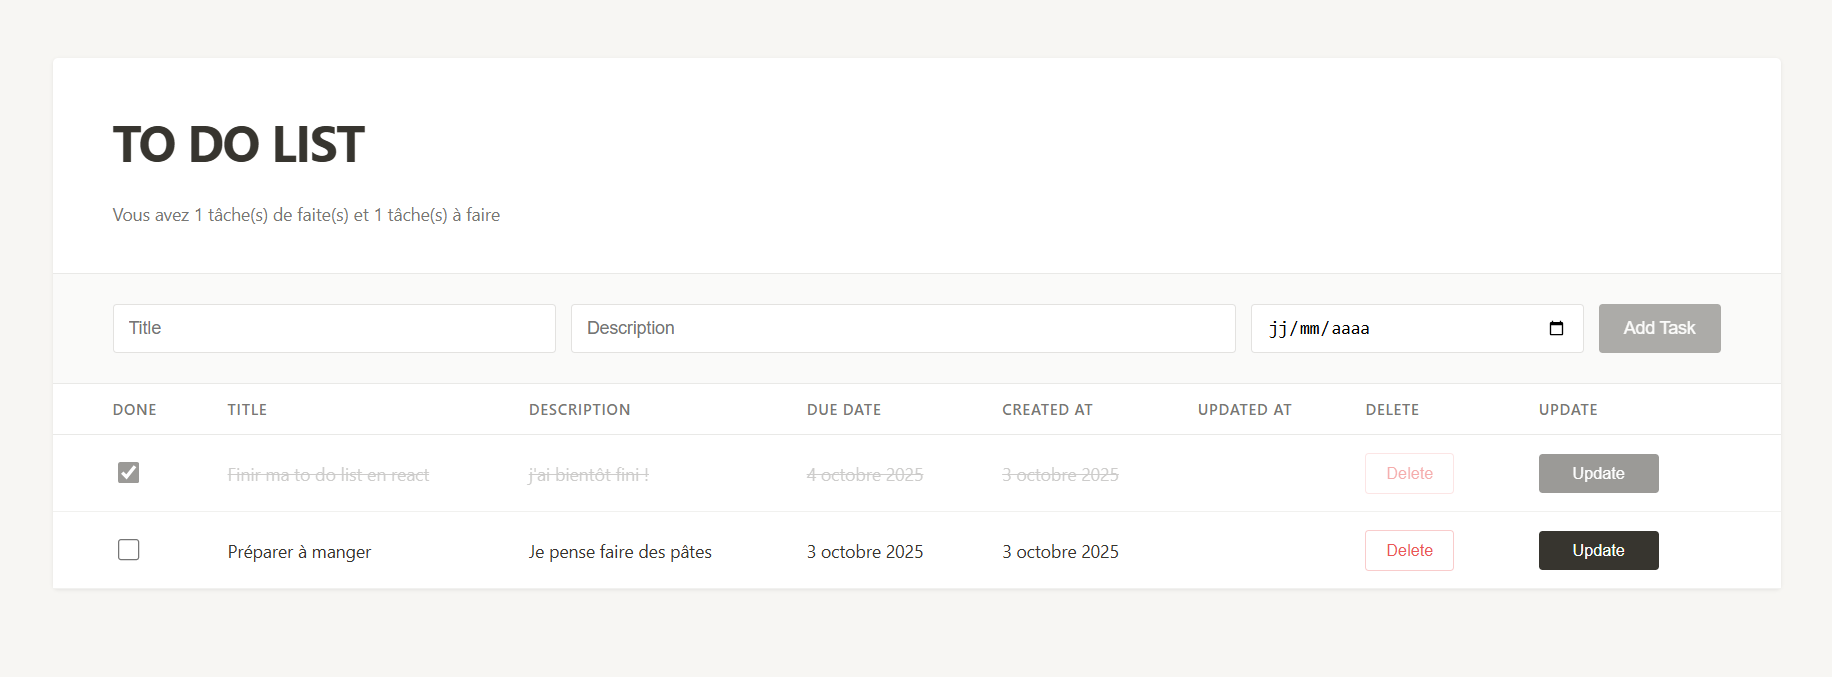 TO DO LIST
Vous avez 1 tâche(s) de faite(s) et 1 tâche(s) à faire
Title Description jj/mm/aaaa Add Task
DONE TITLE DESCRIPTION DUE DATE CREATED AT UPDATED AT DELETE UPDATE
Finir ma to do list en react j'ai bientôt fini ! 4 octobre 2025 3 octobre 2025 Delete Update
Préparer à manger Je pense faire des pâtes 3 octobre 2025 3 octobre 2025 Delete Update